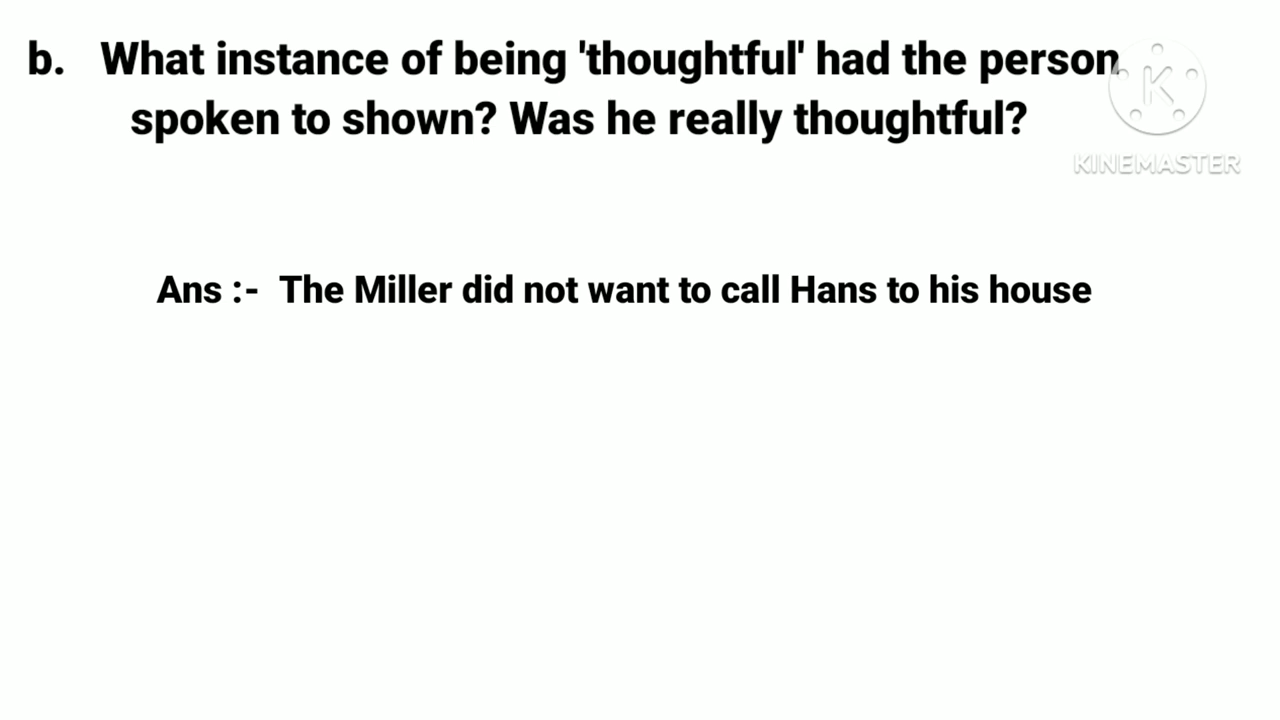 b. What instance of being 'thoughtful' had the person
spoken to shown? Was he really thoughtful?
KINEMASTER
Ans :- The Miller did not want to call Hans to his house